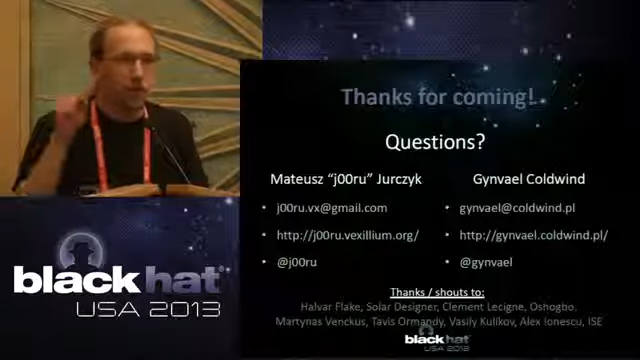 Thanks for coming!
Questions?
Mateusz “j00ru” Jurczyk
• j00ru.vx@gmail.com
• http://j00ru.vexillium.org/
• @j00ru
Gynvael Coldwind
• gynvael@coldwind.pl
• http://gynvael.coldwind.pl/
• @gynvael
Thanks / shouts to:
Halvar Flake, Solar Designer, Clement Lecigne, Oshogbo,
Martynas Venckus, Tavis Ormandy, Vasily Kulikov, Alex Ionescu, ISE
black hat
USA 2013
black hat®
USA 2013